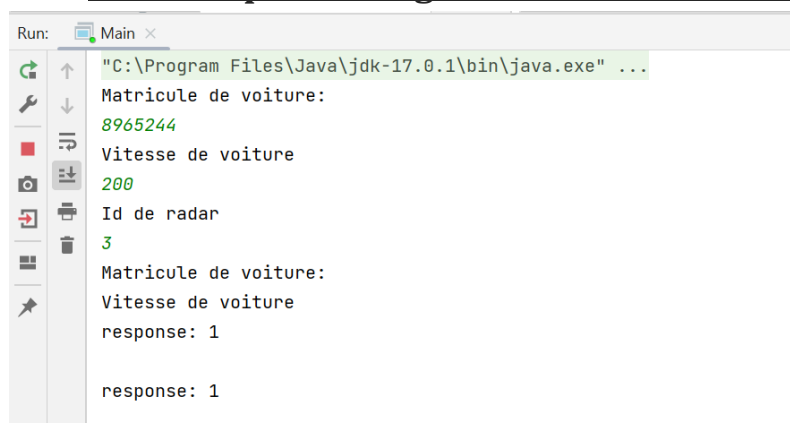 Run: Main ×
"C:\Program Files\Java\jdk-17.0.1\bin\java.exe" ...
Matricule de voiture:
8965244
Vitesse de voiture
200
Id de radar
3
Matricule de voiture:
Vitesse de voiture
response: 1
response: 1